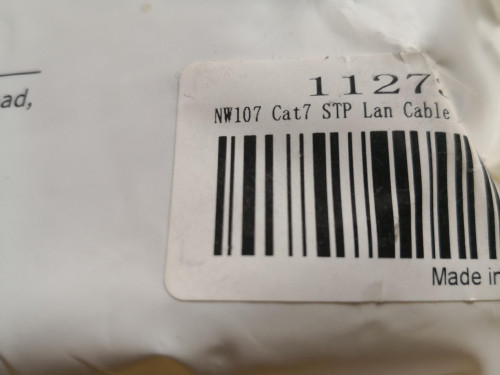 ad,
1127
NW107 Cat7 STP Lan Cable
Made in